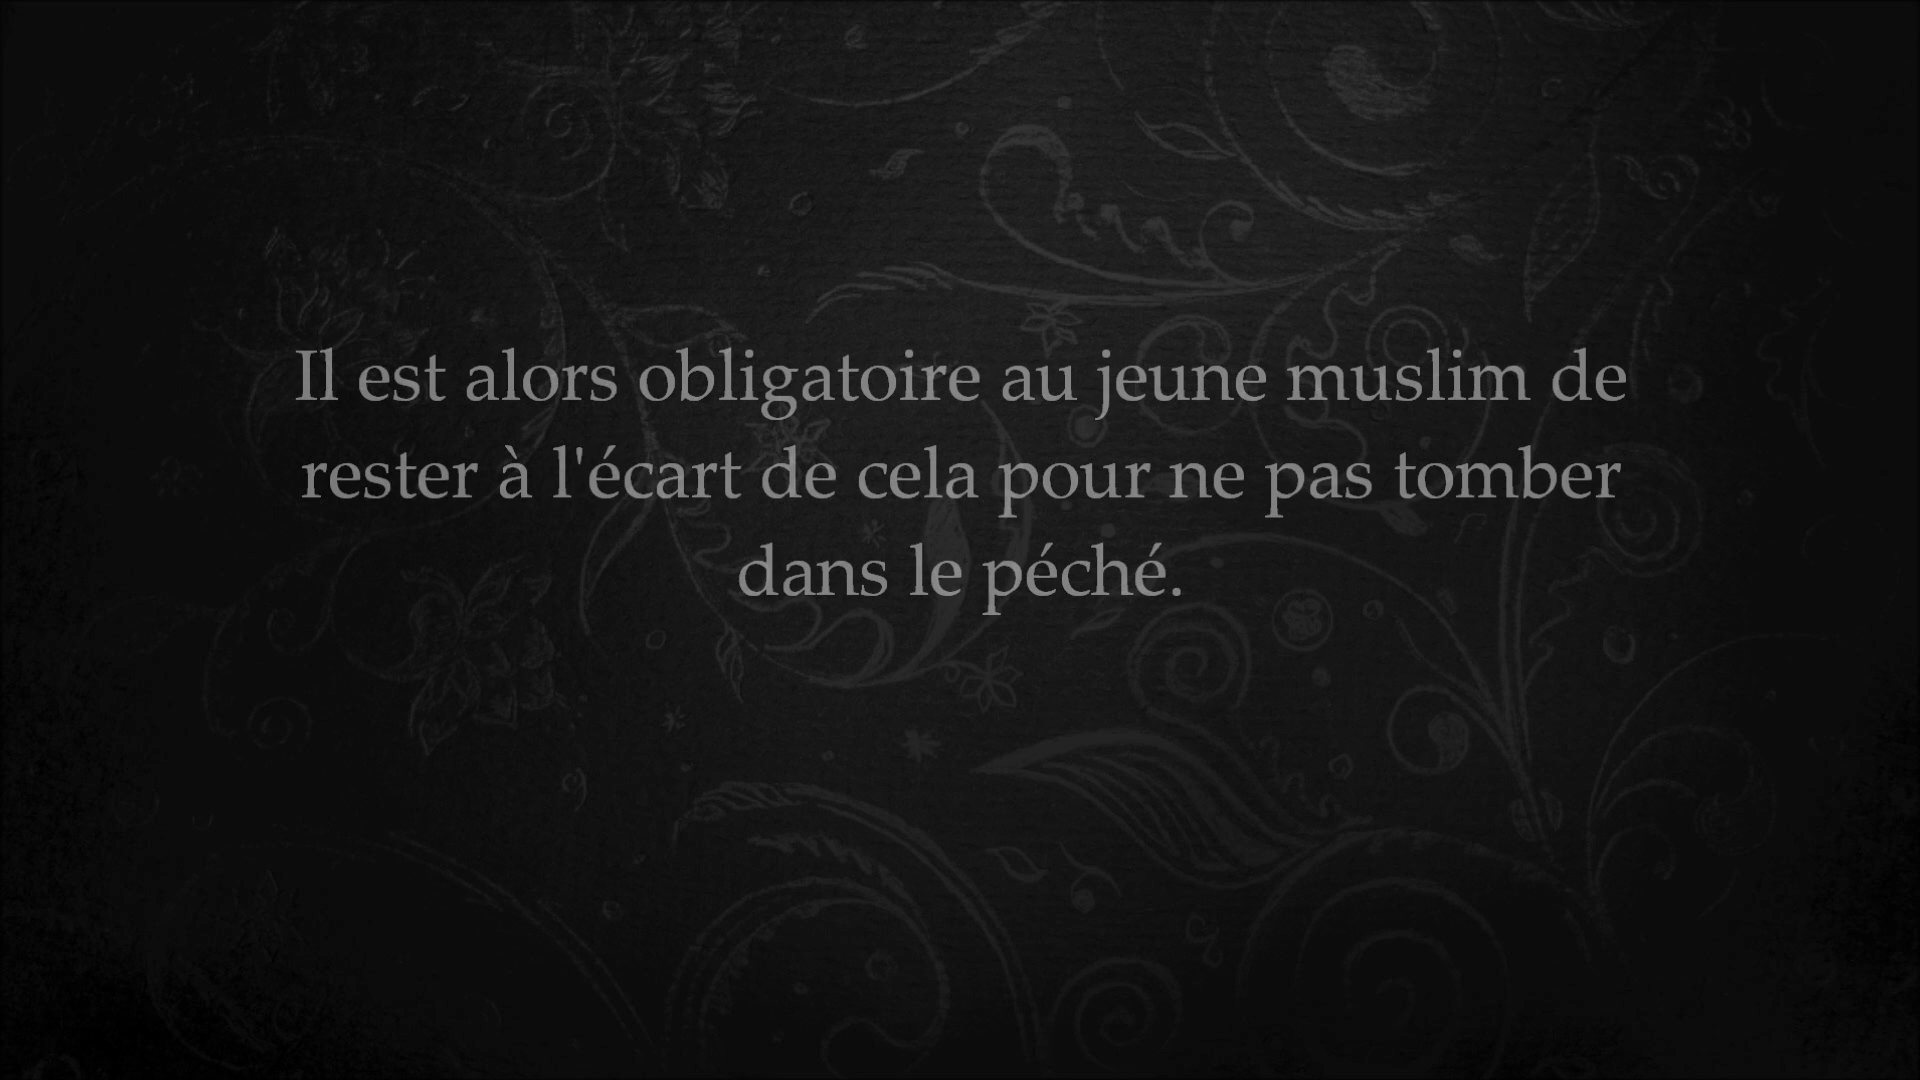 Il est alors obligatoire au jeune muslim de
rester à l'écart de cela pour ne pas tomber
dans le péché.